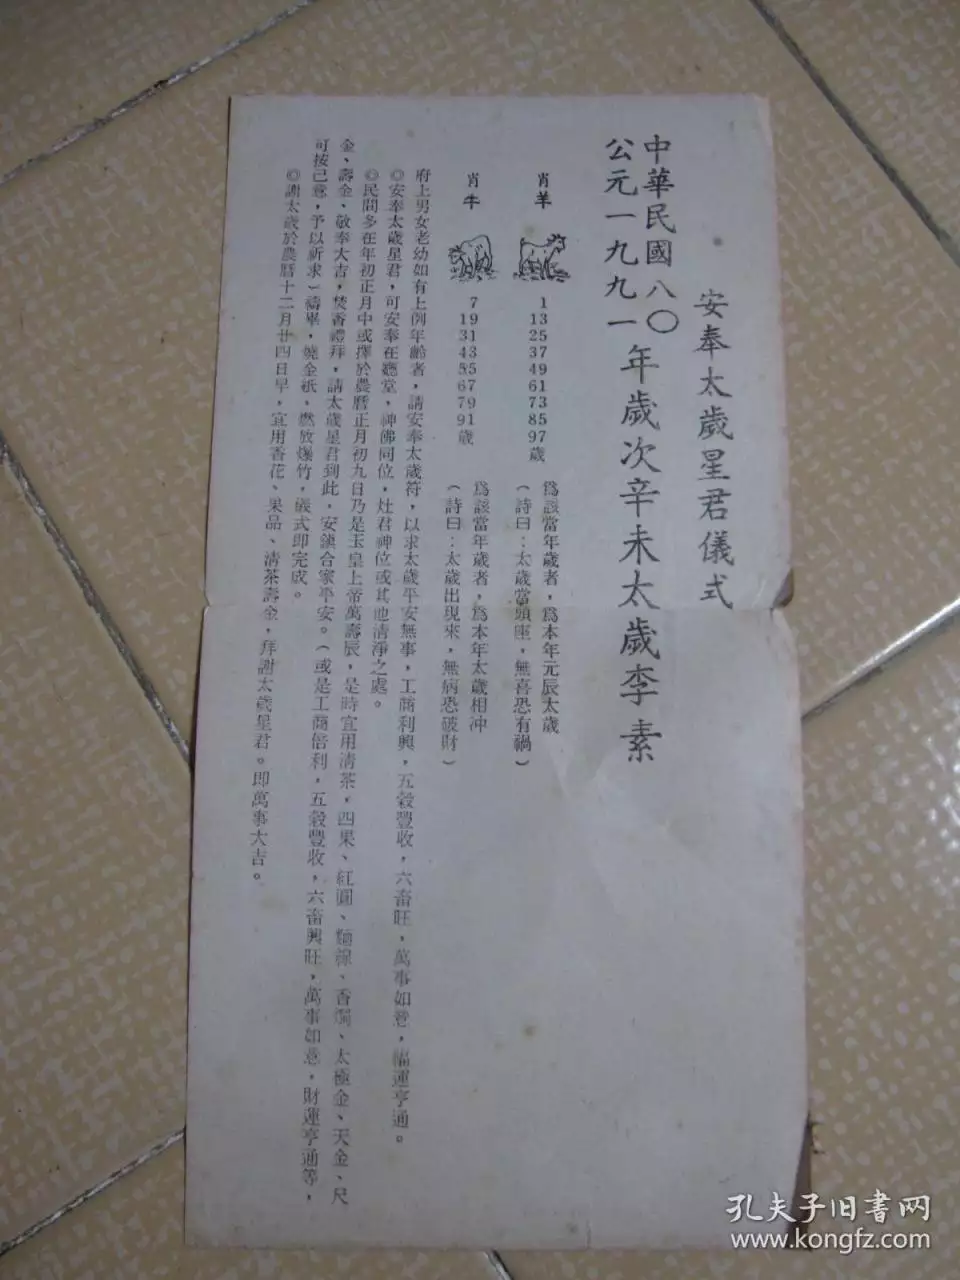 安奉太歲星君儀式
中華民國八〇
公元一九九一
年歲次辛未太歲李素
肖羊
1 13 25 37 49 61 73 85 97歲
為該當年歲者，為本年元辰太歲
（詩曰：太歲當頭座，無喜恐有禍）
肖牛
7 19 31 43 55 67 79 91歲
為該當年歲者，為本年太歲相沖
（詩曰：太歲出現來，無病恐破財）
府上男女老幼如有上例年齡者，請安奉太歲符，以求太歲平安無事，工商利興，五穀豐收，六畜旺，萬事如意，福運亨通。
◎安奉太歲星君，可安奉在廳堂，神佛同位，灶君神位或其他清淨之處。
◎民間多在年初正月中或擇於農曆正月初九日乃是玉皇上帝萬壽辰，是時宜用清茶，四果、紅圓、麵線、香燭、太極金、天金、尺
金、壽金、敬奉大吉，焚香禮拜，請太歲星君到此，安鎮合家平安。（或是工商倍利，五穀豐收，六畜興旺，萬事如意，財運亨通等，
可按己意，予以祈求）禱畢，燒金紙、燃放爆竹，儀式即完成。
◎謝太歲於農曆十二月廿四日早，宜用香花、果品、清茶壽金，拜謝太歲星君。即萬事大吉。
孔夫子旧书网
www.kongfz.com